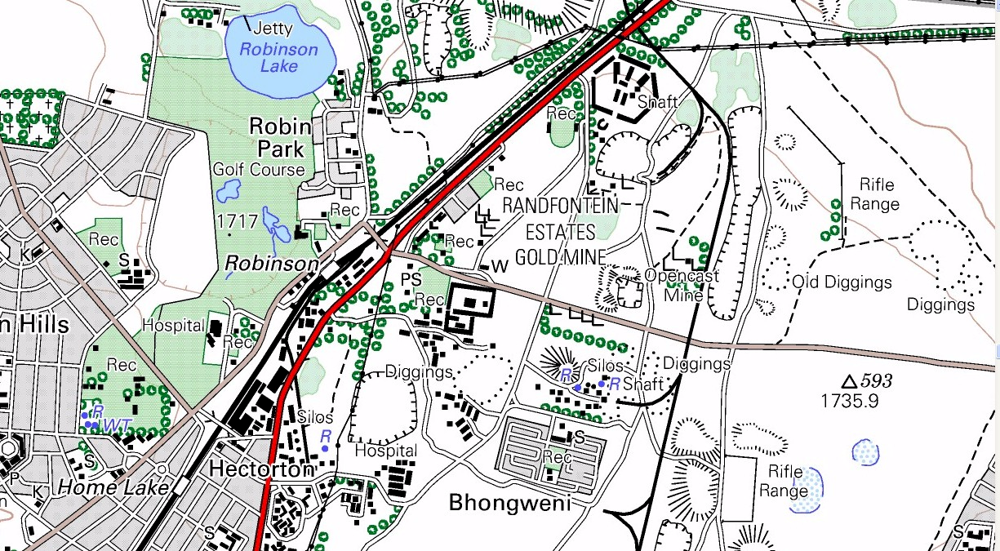 Jetty
Robinson
Lake
Shaft
Rec
Robin
Park
Golf Course
Rec
Rifle
Range
RANDFONTEIN
ESTATES
GOLD MINE
Rec
1717
Rec
Rec
S
K
Robinson
W
PS
Opencast
Mine
Old Diggings
Rec
Diggings
n Hills
Hospital
Rec
Rec
Diggings
Silos
Diggings
R
R
Shaft
593
1735.9
R
WT
Silos
R
S
Hospital
Rec
S
P
K
Home Lake
Hectorton
Rifle
Range
Bhongweni
n
S
S